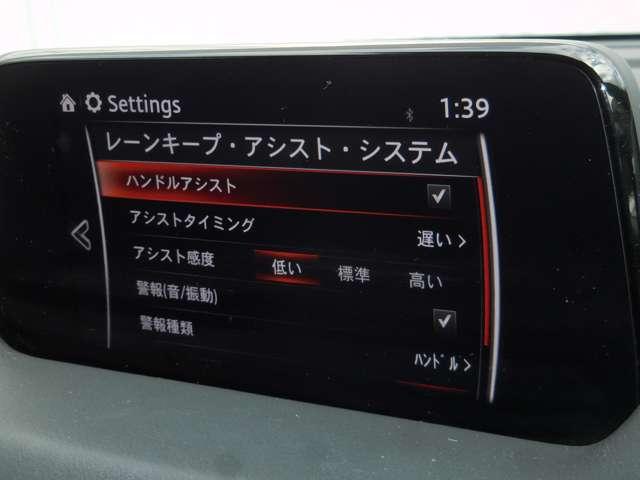 Settings
1:39
レーンキープ・アシスト・システム
ハンドルアシスト
アシストタイミング
遅い
アシスト感度
低い 標準 高い
警報(音/振動)
警報種類
ﾊﾝﾄﾞﾙ